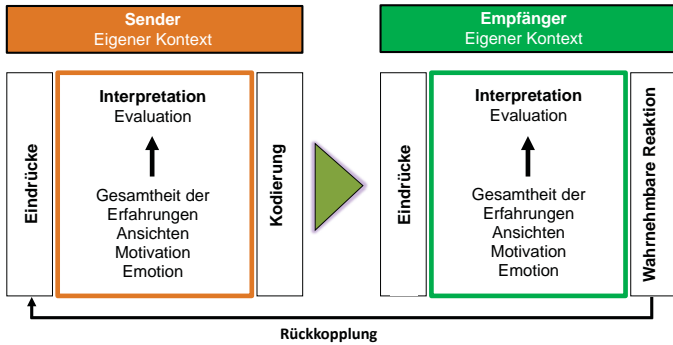 Sender
Eigener Kontext
Eindrücke
Interpretation
Evaluation
Gesamtheit der
Erfahrungen
Ansichten
Motivation
Emotion
Kodierung
Empfänger
Eigener Kontext
Eindrücke
Interpretation
Evaluation
Gesamtheit der
Erfahrungen
Ansichten
Motivation
Emotion
Wahrnehmbare Reaktion
Rückkopplung